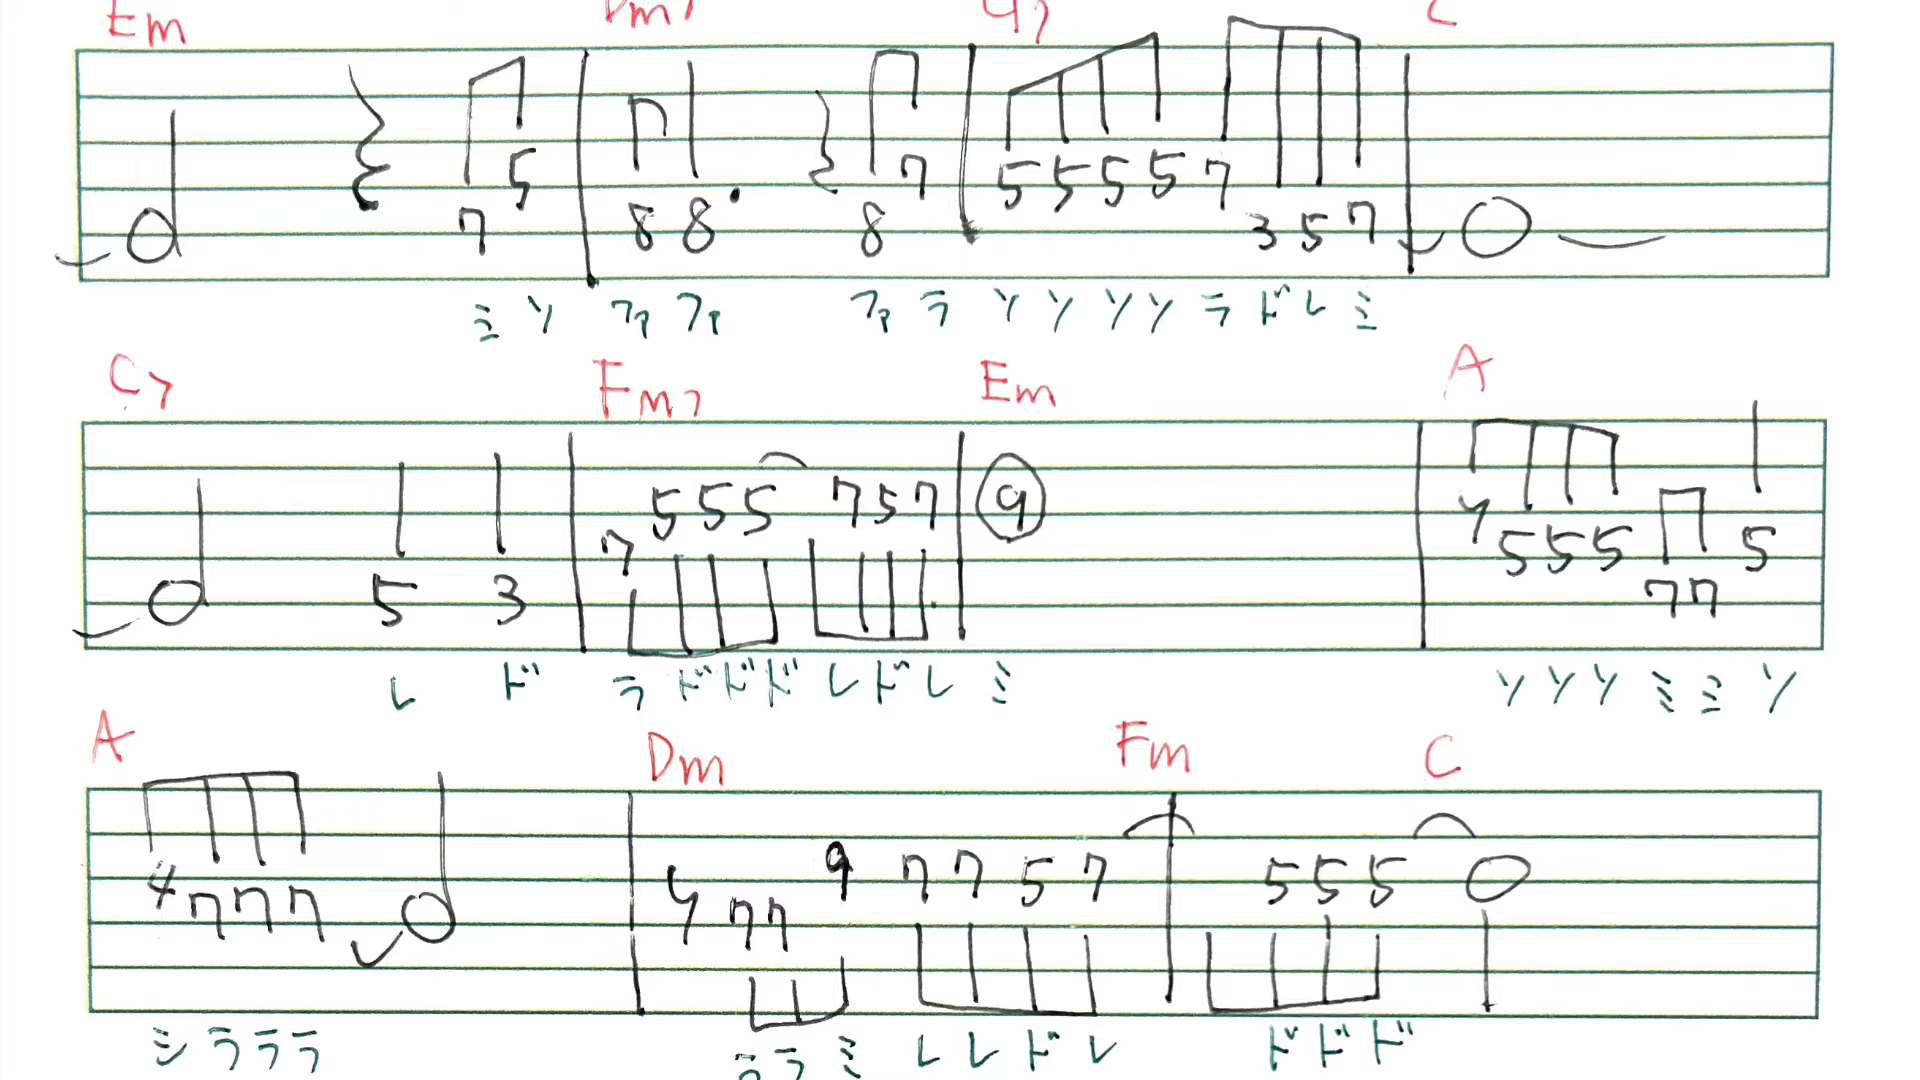 Em Dm7 G7 C
5 5 5 5 5 7
7 5 7
7 8 8. 8 3 5 7
ミ ソ ファ ファ ファ ラ ソ ソ ソ ソ ラ ド レ ミ
C7 Fm7 Em A
5 5 5 7 5 7 9
7 5 5 5 5
5 3 7 7
レ ド ラ ド ド ド レ ド レ ミ ソ ソ ソ ミ ミ ソ
A Dm Fm C
9 7 7 5 7 5 5 5
4 7 7 7 7 7
シ ラ ラ ラ ラ ラ ミ レ レ ド レ ド ド ド